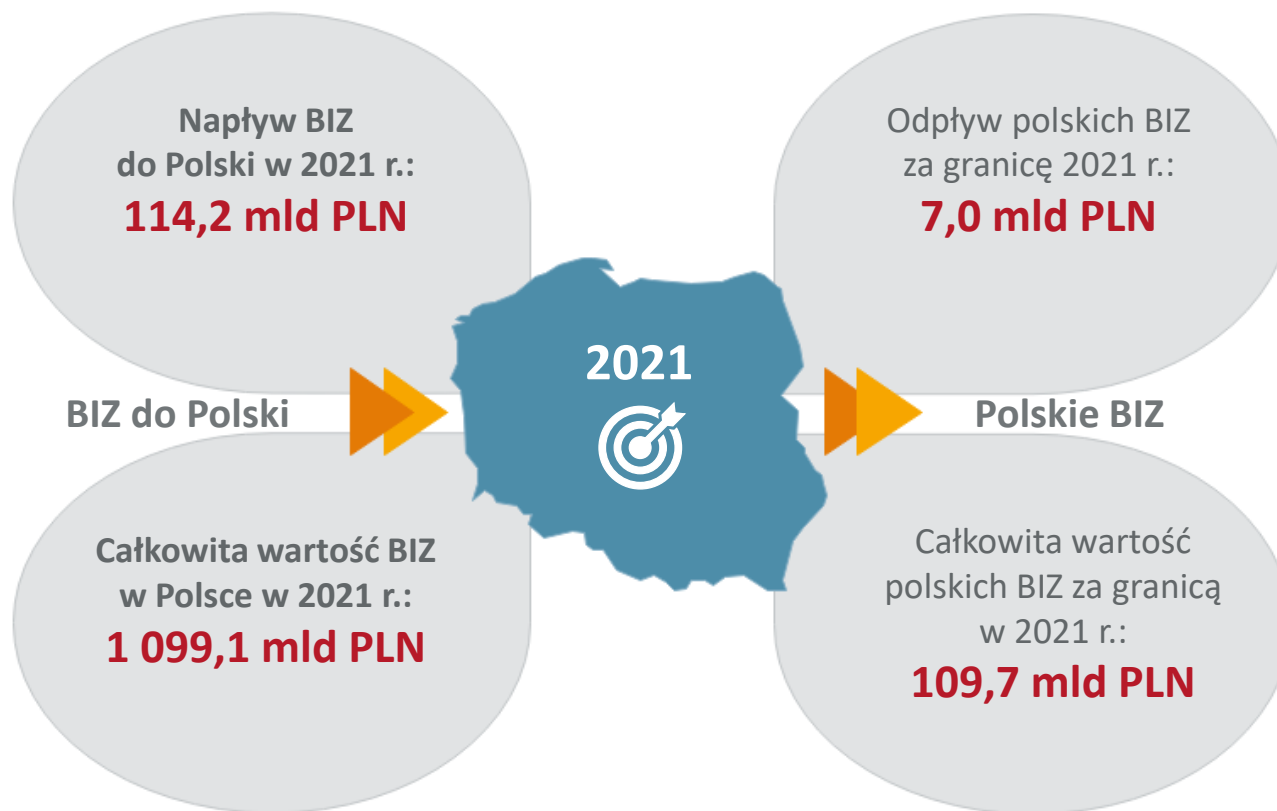 Napływ BIZ
do Polski w 2021 r.:
114,2 mld PLN
Odpływ polskich BIZ
za granicę 2021 r.:
7,0 mld PLN
2021
BIZ do Polski
Polskie BIZ
Całkowita wartość BIZ
w Polsce w 2021 r.:
1 099,1 mld PLN
Całkowita wartość
polskich BIZ za granicą
w 2021 r.:
109,7 mld PLN